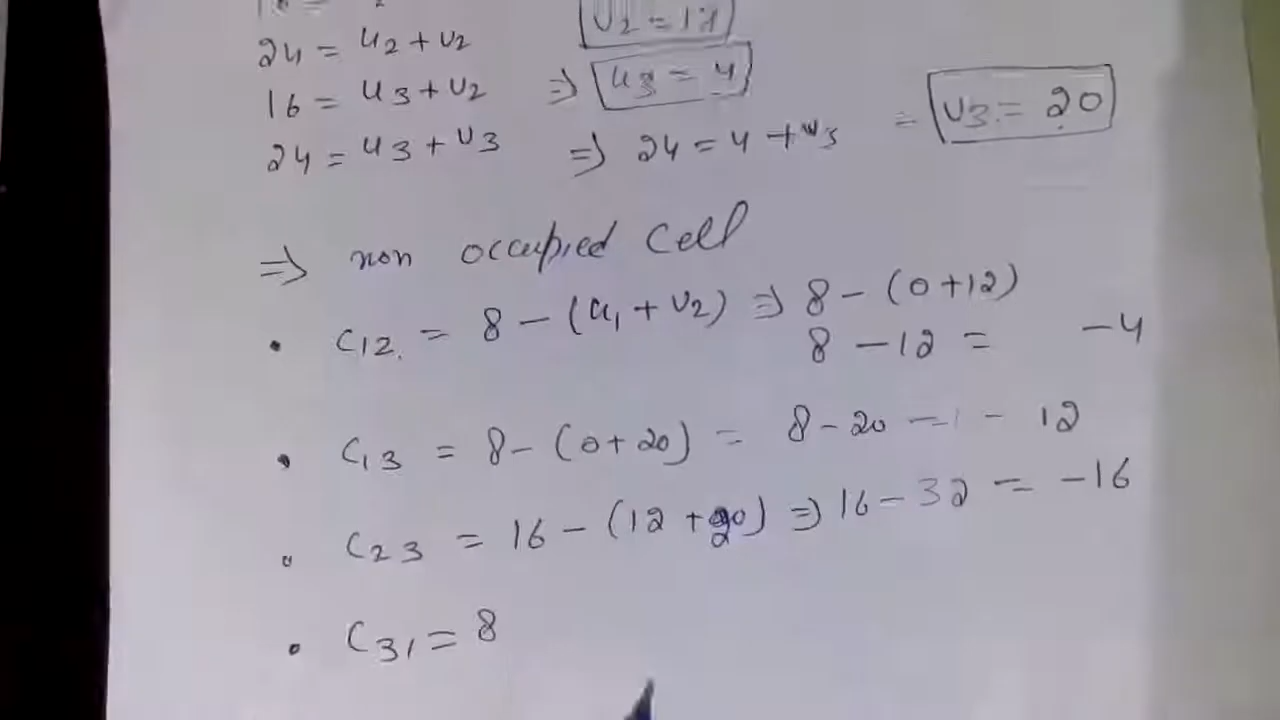 24 = u2 + v2
16 = u3 + v2 ⇒ u3 = 4
24 = u3 + v3 ⇒ 24 = 4 + v3 = v3 = 20
⇒ non occupied cell
• C12. = 8 - (u1 + v2) ⇒ 8 - (0+12)
8 - 12 = -4
• C13 = 8 - (0+20) = 8 - 20 = - 12
• C23 = 16 - (12 + 20) ⇒ 16 - 32 = -16
• C31 = 8